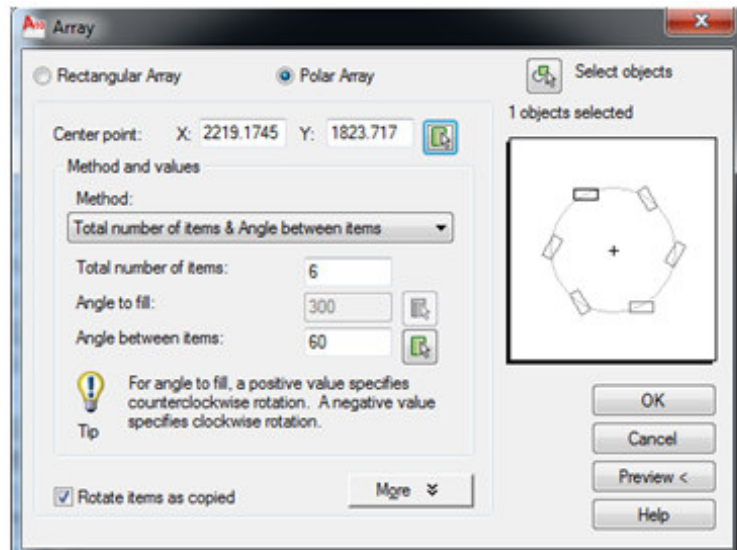 Array
Rectangular Array
Polar Array
Select objects
1 objects selected
Center point: X: 2219.1745 Y: 1823.717
Method and values
Method:
Total number of items & Angle between items
Total number of items: 6
Angle to fill: 300
Angle between items: 60
Tip
For angle to fill, a positive value specifies
counterclockwise rotation. A negative value
specifies clockwise rotation.
Rotate items as copied
More
OK
Cancel
Preview <
Help